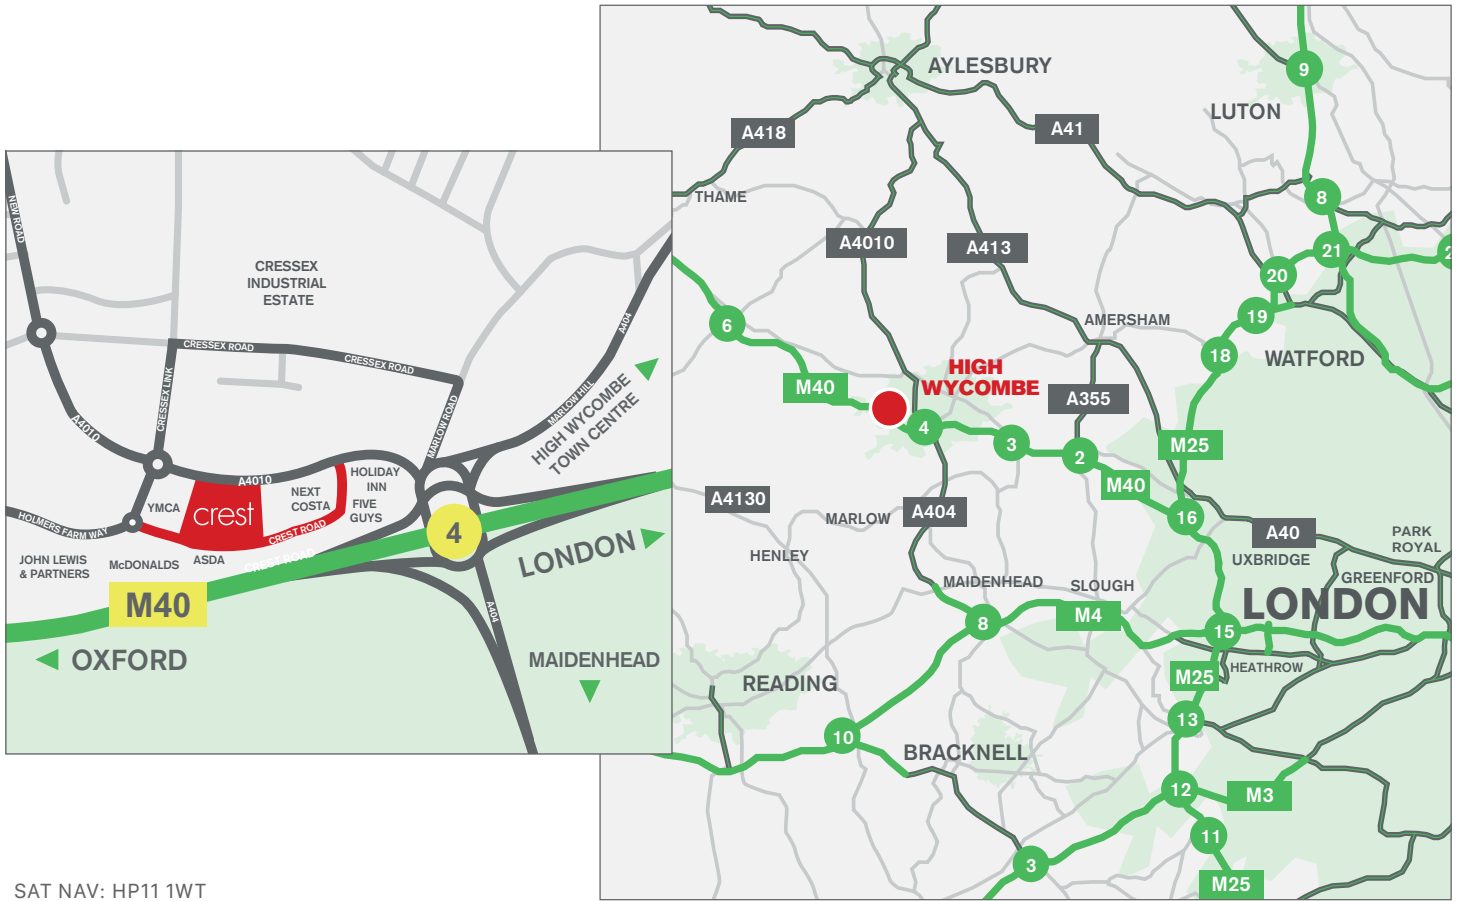 NEW ROAD
CRESSEX
INDUSTRIAL
ESTATE
A404
CRESSEX ROAD
CRESSEX ROAD
CRESSEX LINK
MARLOW ROAD
MARLOW HILL
HIGH WYCOMBE
TOWN CENTRE
A4010
A4010
HOLIDAY
INN
FIVE
GUYS
NEXT
COSTA
YMCA
crest
HOLMERS FARM WAY
CREST ROAD
CREST ROAD
JOHN LEWIS
& PARTNERS
McDONALDS
ASDA
4
LONDON
M40
A404
OXFORD
MAIDENHEAD
SAT NAV: HP11 1WT
AYLESBURY
9
LUTON
A418
A41
THAME
8
A4010
A413
21
2
20
6
19
AMERSHAM
18
WATFORD
HIGH
WYCOMBE
M40
A355
4
3
2
M25
M40
A4130
MARLOW
A404
16
A40
PARK
ROYAL
HENLEY
UXBRIDGE
GREENFORD
MAIDENHEAD
SLOUGH
LONDON
8
M4
15
HEATHROW
READING
M25
13
10
BRACKNELL
12
M3
11
3
M25